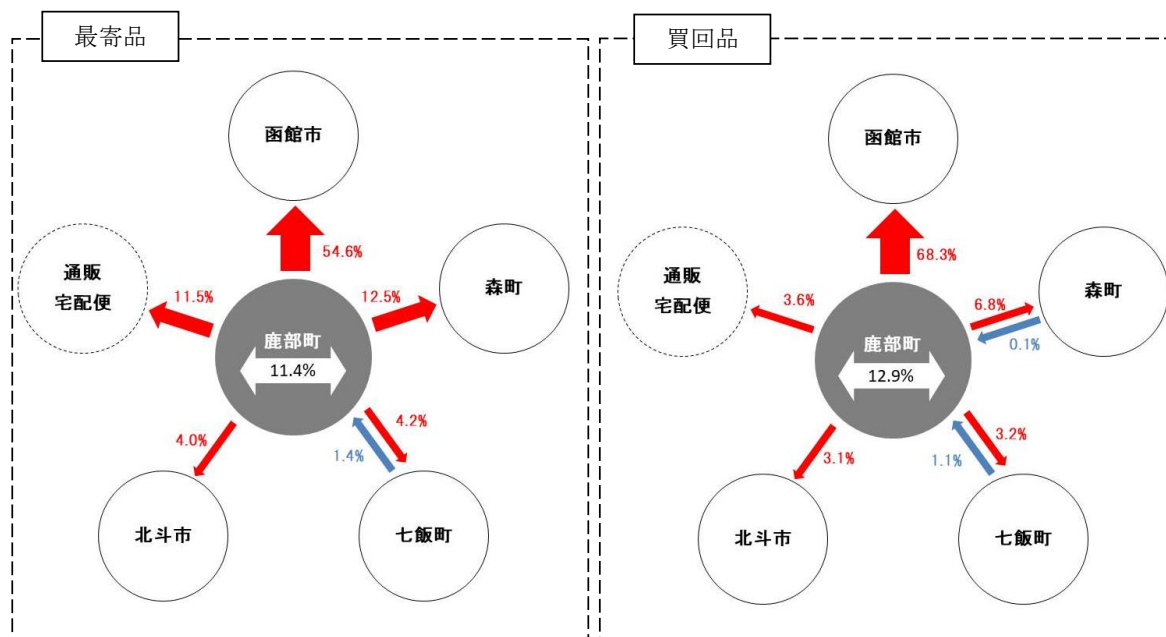 最寄品
函館市
54.6%
通販
宅配便
11.5%
12.5%
森町
鹿部町
11.4%
4.0%
4.2%
1.4%
北斗市
七飯町
買回品
函館市
68.3%
通販
宅配便
3.6%
6.8%
森町
0.1%
鹿部町
12.9%
3.1%
3.2%
1.1%
北斗市
七飯町